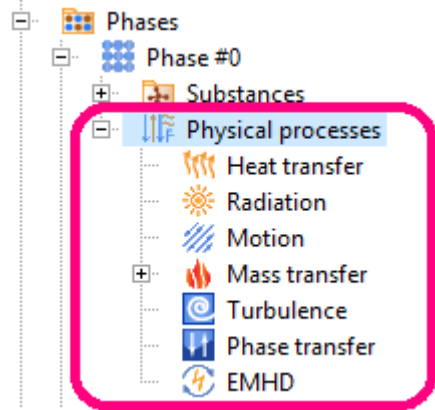 Phases
Phase #0
Substances
Physical processes
Heat transfer
Radiation
Motion
Mass transfer
Turbulence
Phase transfer
EMHD